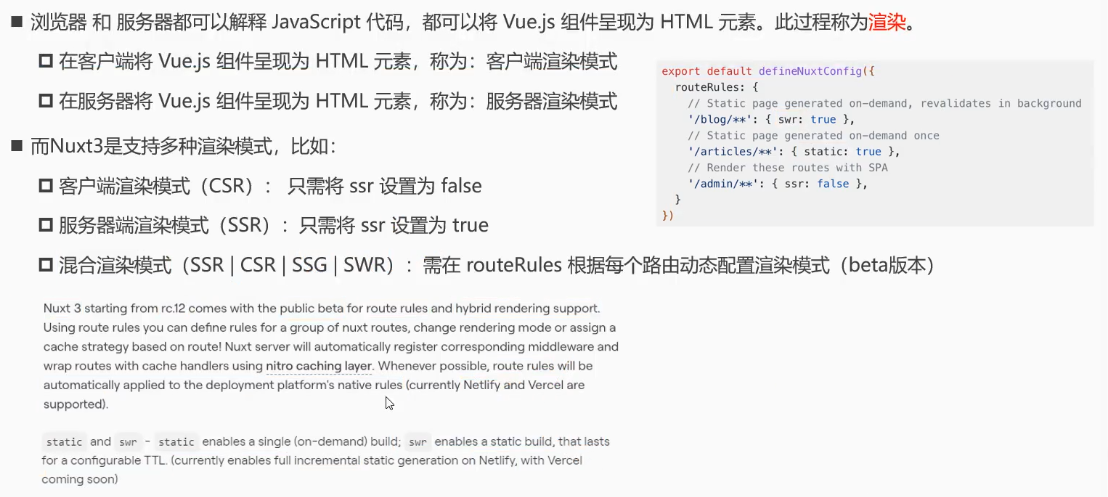 ■ 浏览器 和 服务器都可以解释 JavaScript 代码，都可以将 Vue.js 组件呈现为 HTML 元素。此过程称为渲染。
在客户端将 Vue.js 组件呈现为 HTML 元素，称为：客户端渲染模式
在服务器将 Vue.js 组件呈现为 HTML 元素，称为：服务器渲染模式
■ 而Nuxt3是支持多种渲染模式，比如：
客户端渲染模式（CSR）： 只需将 ssr 设置为 false
服务器端渲染模式（SSR）：只需将 ssr 设置为 true
混合渲染模式（SSR | CSR | SSG | SWR）：需在 routeRules 根据每个路由动态配置渲染模式（beta版本）
export default defineNuxtConfig({
routeRules: {
// Static page generated on-demand, revalidates in background
'/blog/**': { swr: true },
// Static page generated on-demand once
'/articles/**': { static: true },
// Render these routes with SPA
'/admin/**': { ssr: false },
}
})
Nuxt 3 starting from rc.12 comes with the public beta for route rules and hybrid rendering support.
Using route rules you can define rules for a group of nuxt routes, change rendering mode or assign a
cache strategy based on route! Nuxt server will automatically register corresponding middleware and
wrap routes with cache handlers using nitro caching layer. Whenever possible, route rules will be
automatically applied to the deployment platform's native rules (currently Netlify and Vercel are
supported).
static and swr - static enables a single (on-demand) build; swr enables a static build, that lasts
for a configurable TTL. (currently enables full incremental static generation on Netlify, with Vercel
coming soon)